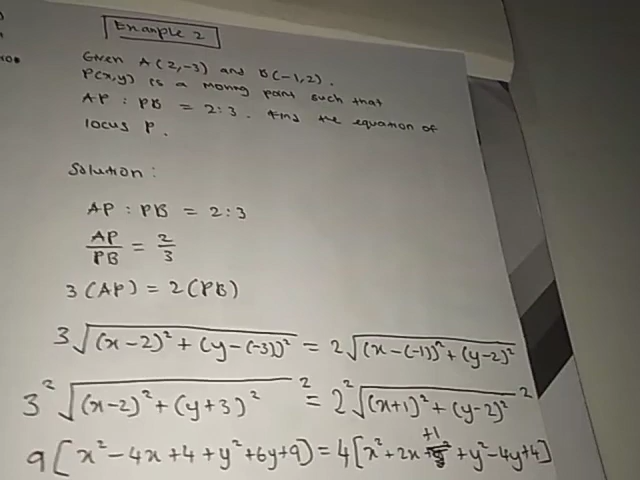 Example 2
Given A(2,-3) and B(-1,2).
P(x,y) is a moving point such that
AP : PB = 2:3. Find the equation of
locus P.
Solution :
AP : PB = 2:3
AP/PB = 2/3
3(AP) = 2(PB)
3√((x-2)² + (y-(-3))²) = 2√((x-(-1))² + (y-2)²)
3²√((x-2)² + (y+3)²)² = 2²√((x+1)² + (y-2)²)²
9[x² - 4x + 4 + y² + 6y + 9) = 4[x² + 2x + 1 + y² - 4y + 4]